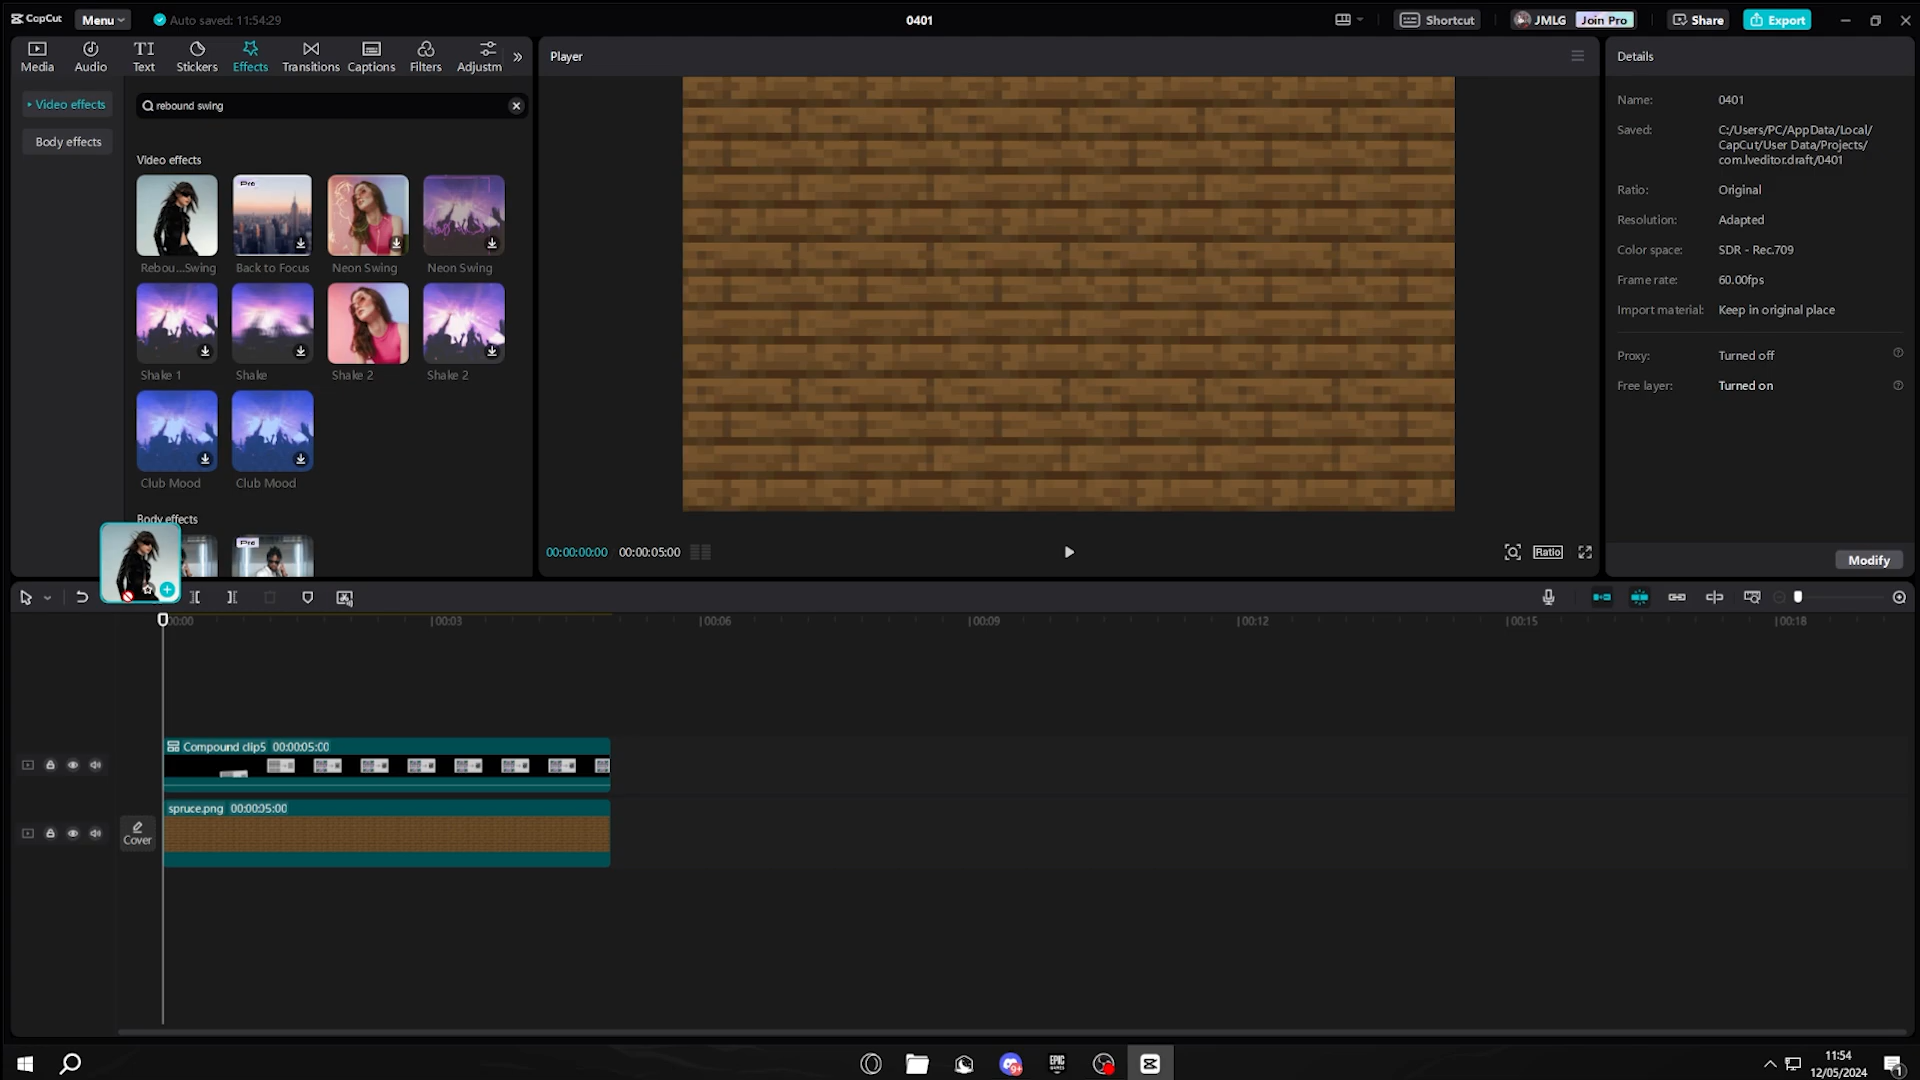 CapCut
Menu
Auto saved: 11:54:29
0401
Shortcut
JMLG
Join Pro
Share
Export
Media
Audio
TI
Text
Stickers
Effects
Transitions
Captions
Filters
Adjustm
Video effects
Body effects
rebound swing
Video effects
Pro
Rebou...Swing
Back to Focus
Neon Swing
Neon Swing
Shake 1
Shake
Shake 2
Shake 2
Club Mood
Club Mood
Body effects
Pro
Player
00:00:00:00
00:00:05:00
Ratio
Details
Name:
0401
Saved:
C:/Users/PC/AppData/Local/
CapCut/User Data/Projects/
com.lveditor.draft/0401
Ratio:
Original
Resolution:
Adapted
Color space:
SDR - Rec.709
Frame rate:
60.00fps
Import material:
Keep in original place
Proxy:
Turned off
Free layer:
Turned on
Modify
00:00
00:03
00:06
00:09
00:12
00:15
00:18
Compound clip5 00:00:05:00
spruce.png 00:00:05:00
Cover
9+
EPIC
GAMES
11:54
12/05/2024
1